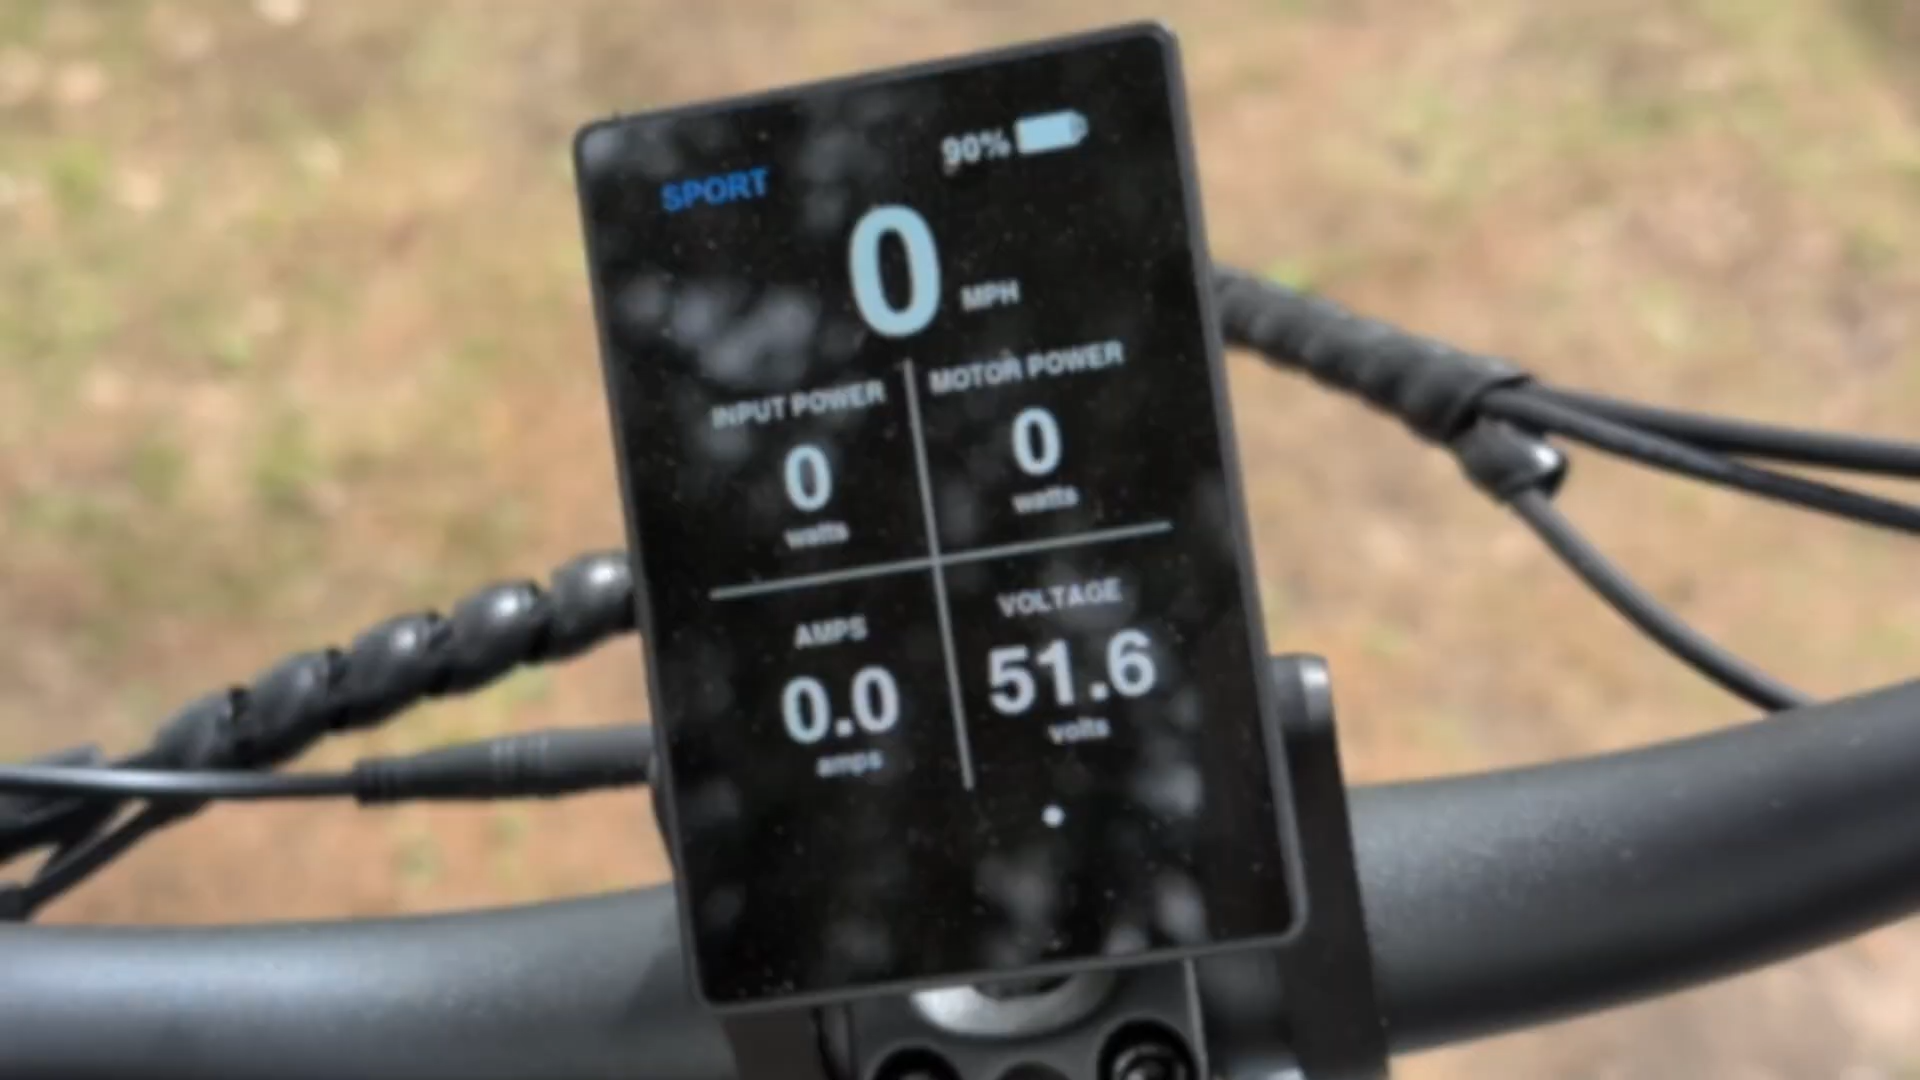 90%
SPORT
0 MPH
INPUT POWER
0
watts
MOTOR POWER
0
watts
AMPS
0.0
amps
VOLTAGE
51.6
volts